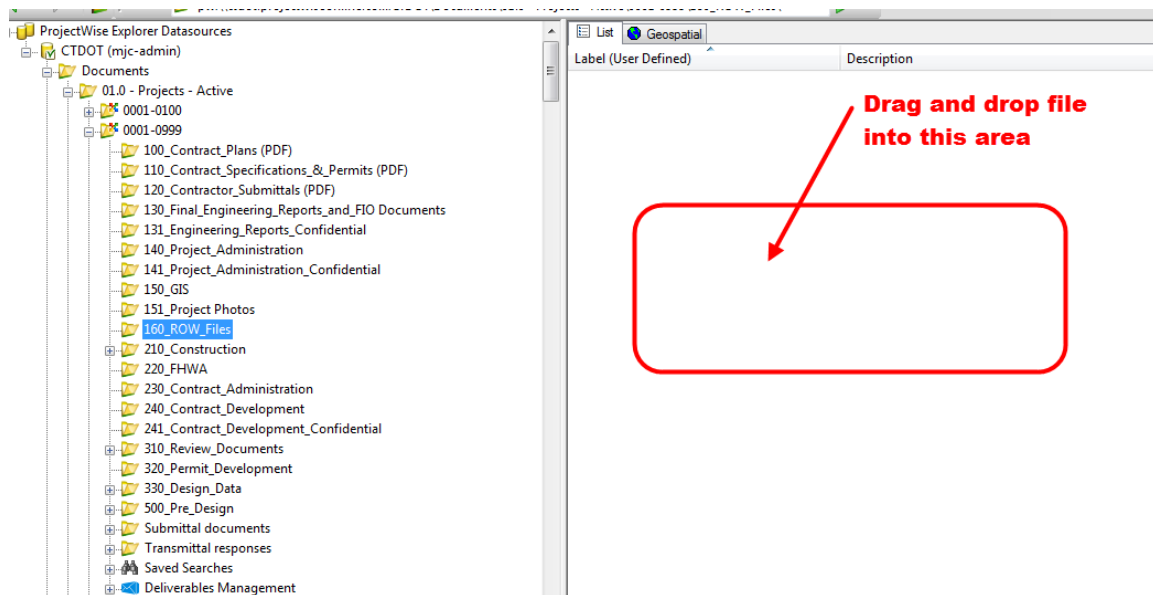 ProjectWise Explorer Datasources
CTDOT (mjc-admin)
Documents
01.0 - Projects - Active
0001-0100
0001-0999
100_Contract_Plans (PDF)
110_Contract_Specifications_&_Permits (PDF)
120_Contractor_Submittals (PDF)
130_Final_Engineering_Reports_and_FIO Documents
131_Engineering_Reports_Confidential
140_Project_Administration
141_Project_Administration_Confidential
150_GIS
151_Project Photos
160_ROW_Files
210_Construction
220_FHWA
230_Contract_Administration
240_Contract_Development
241_Contract_Development_Confidential
310_Review_Documents
320_Permit_Development
330_Design_Data
500_Pre_Design
Submittal documents
Transmittal responses
Saved Searches
Deliverables Management
List Geospatial
Label (User Defined) Description
Drag and drop file
into this area